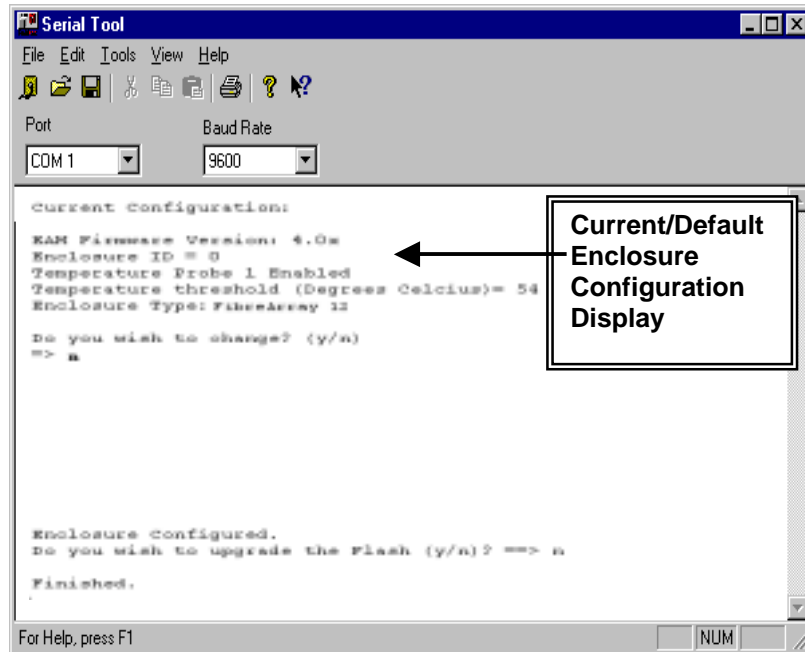 Serial Tool
File Edit Tools View Help
Port
Baud Rate
COM 1
9600
Current Configuration:
EAM Firmware Version: 4.0x
Enclosure ID = 0
Temperature Probe 1 Enabled
Temperature threshold (Degrees Celcius)= 54
Enclosure Type: FibreArray 12
Do you wish to change? (y/n)
=> n
Current/Default
Enclosure
Configuration
Display
Enclosure Configured.
Do you wish to upgrade the Flash (y/n)? ==> n
Finished.
For Help, press F1
NUM